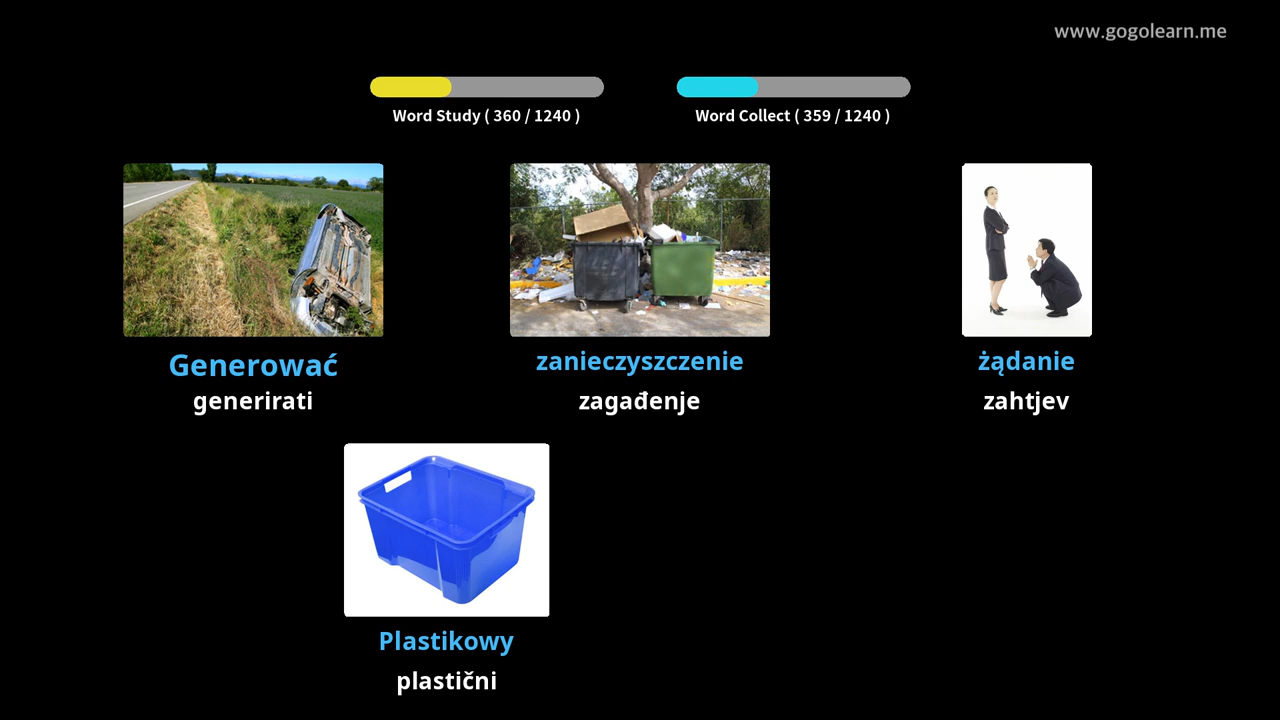 www.gogolearn.me
Word Study ( 360 / 1240 )
Word Collect ( 359 / 1240 )
Generować
zanieczyszczenie
żądanie
generirati
zagađenje
zahtjev
Plastikowy
plastični